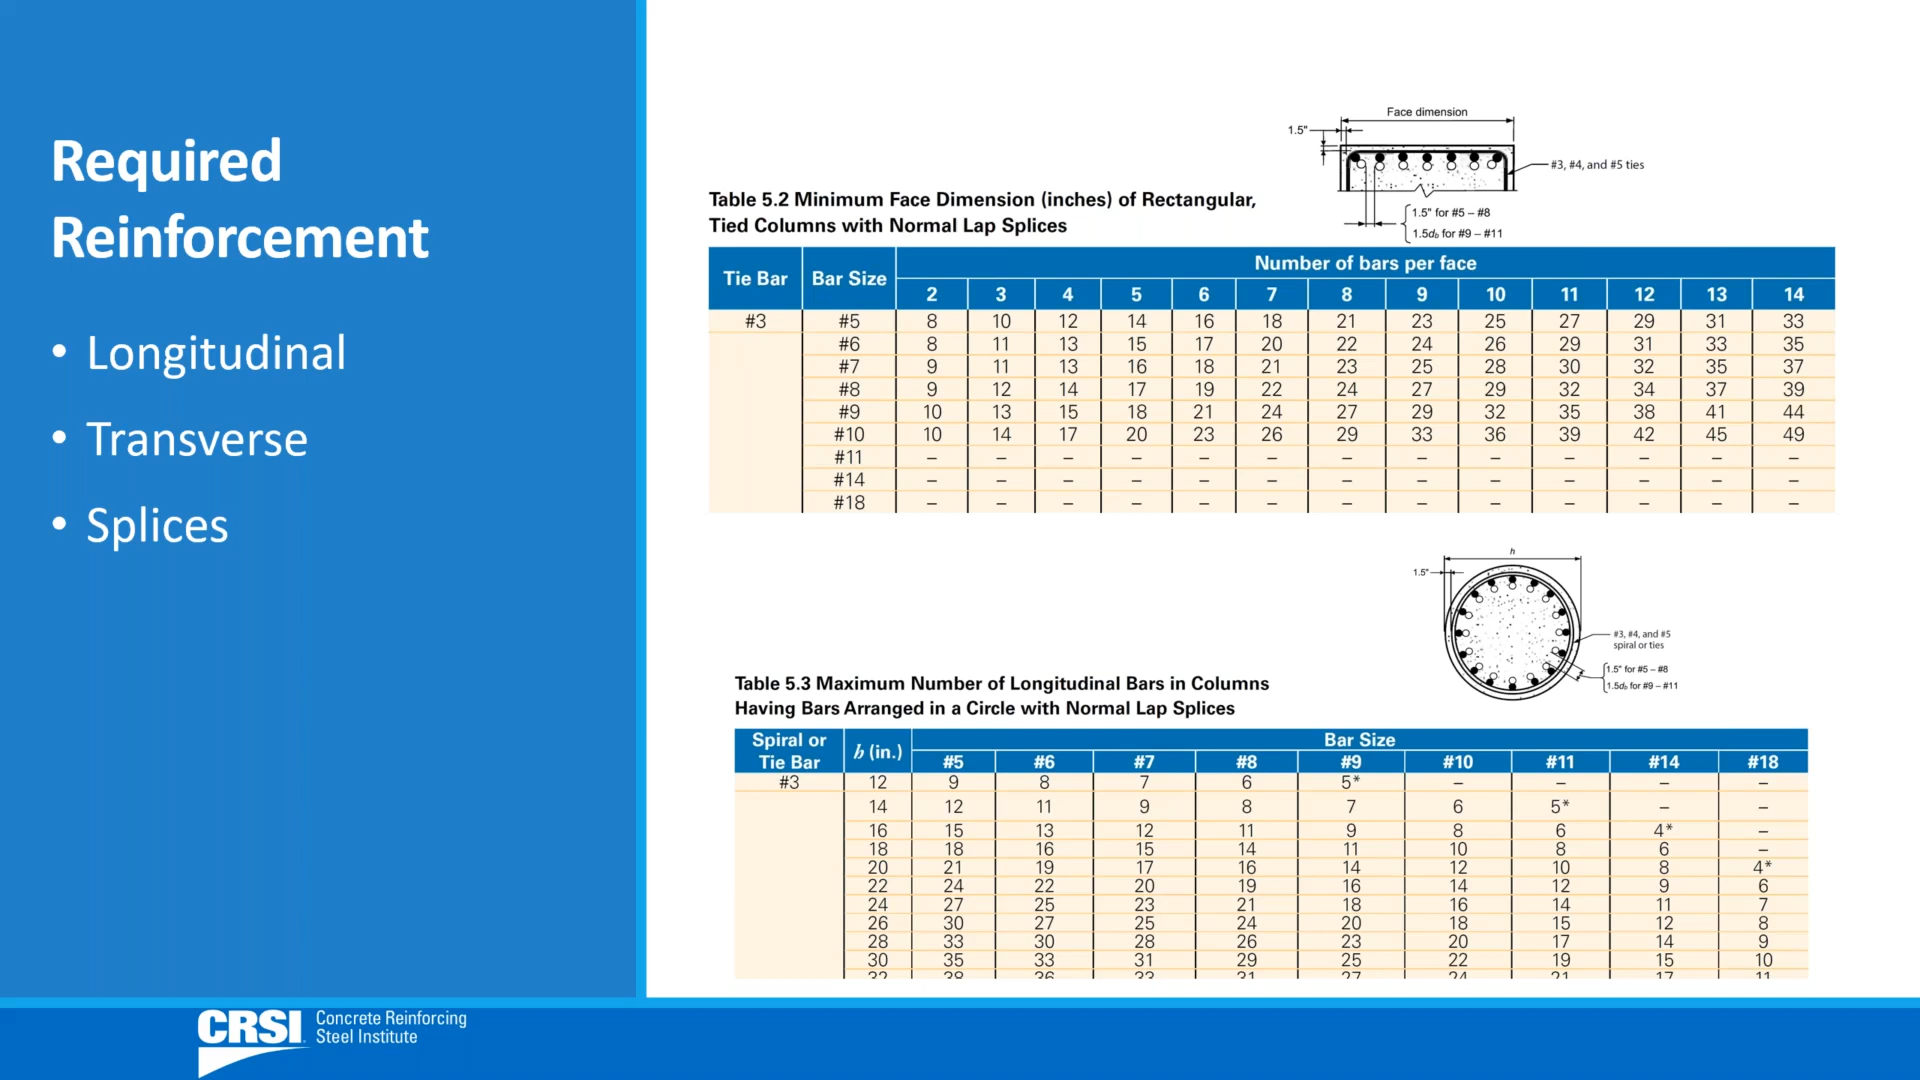 Required
Reinforcement
• Longitudinal
• Transverse
• Splices
Face dimension
1.5"
#3, #4, and #5 ties
1.5" for #5 – #8
1.5db for #9 – #11
Table 5.2 Minimum Face Dimension (inches) of Rectangular,
Tied Columns with Normal Lap Splices
Tie Bar Bar Size Number of bars per face
2 3 4 5 6 7 8 9 10 11 12 13 14
#3 #5 8 10 12 14 16 18 21 23 25 27 29 31 33
#6 8 11 13 15 17 20 22 24 26 29 31 33 35
#7 9 11 13 16 18 21 23 25 28 30 32 35 37
#8 9 12 14 17 19 22 24 27 29 32 34 37 39
#9 10 13 15 18 21 24 27 29 32 35 38 41 44
#10 10 14 17 20 23 26 29 33 36 39 42 45 49
#11 – – – – – – – – – – – – –
#14 – – – – – – – – – – – – –
#18 – – – – – – – – – – – – –
h
1.5"
#3, #4, and #5
spiral or ties
1.5" for #5 – #8
1.5db for #9 – #11
Table 5.3 Maximum Number of Longitudinal Bars in Columns
Having Bars Arranged in a Circle with Normal Lap Splices
Spiral or
Tie Bar h (in.) Bar Size
#5 #6 #7 #8 #9 #10 #11 #14 #18
#3 12 9 8 7 6 5* – – – –
14 12 11 9 8 7 6 5* – –
16 15 13 12 11 9 8 6 4* –
18 18 16 15 14 11 10 8 6 –
20 21 19 17 16 14 12 10 8 4*
22 24 22 20 19 16 14 12 9 6
24 27 25 23 21 18 16 14 11 7
26 30 27 25 24 20 18 15 12 8
28 33 30 28 26 23 20 17 14 9
30 35 33 31 29 25 22 19 15 10
32 38 36 33 31 27 24 21 17 11
CRSI Concrete Reinforcing
Steel Institute